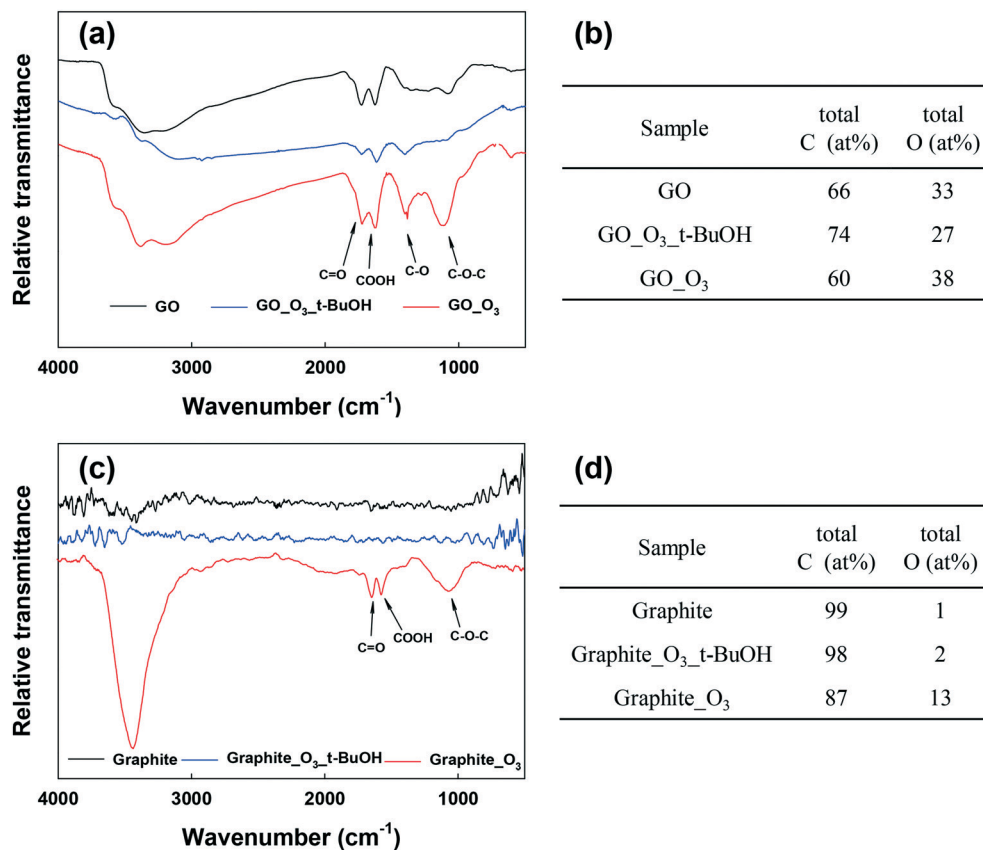 (a)
Relative transmittance
C=O
COOH
C-O
C-O-C
GO
GO_O₃_t-BuOH
GO_O₃
4000 3000 2000 1000
Wavenumber (cm⁻¹)
(b)
Sample total C (at%) total O (at%)
GO 66 33
GO_O₃_t-BuOH 74 27
GO_O₃ 60 38
(c)
Relative transmittance
C=O
COOH
C-O-C
Graphite
Graphite_O₃_t-BuOH
Graphite_O₃
4000 3000 2000 1000
Wavenumber (cm⁻¹)
(d)
Sample total C (at%) total O (at%)
Graphite 99 1
Graphite_O₃_t-BuOH 98 2
Graphite_O₃ 87 13